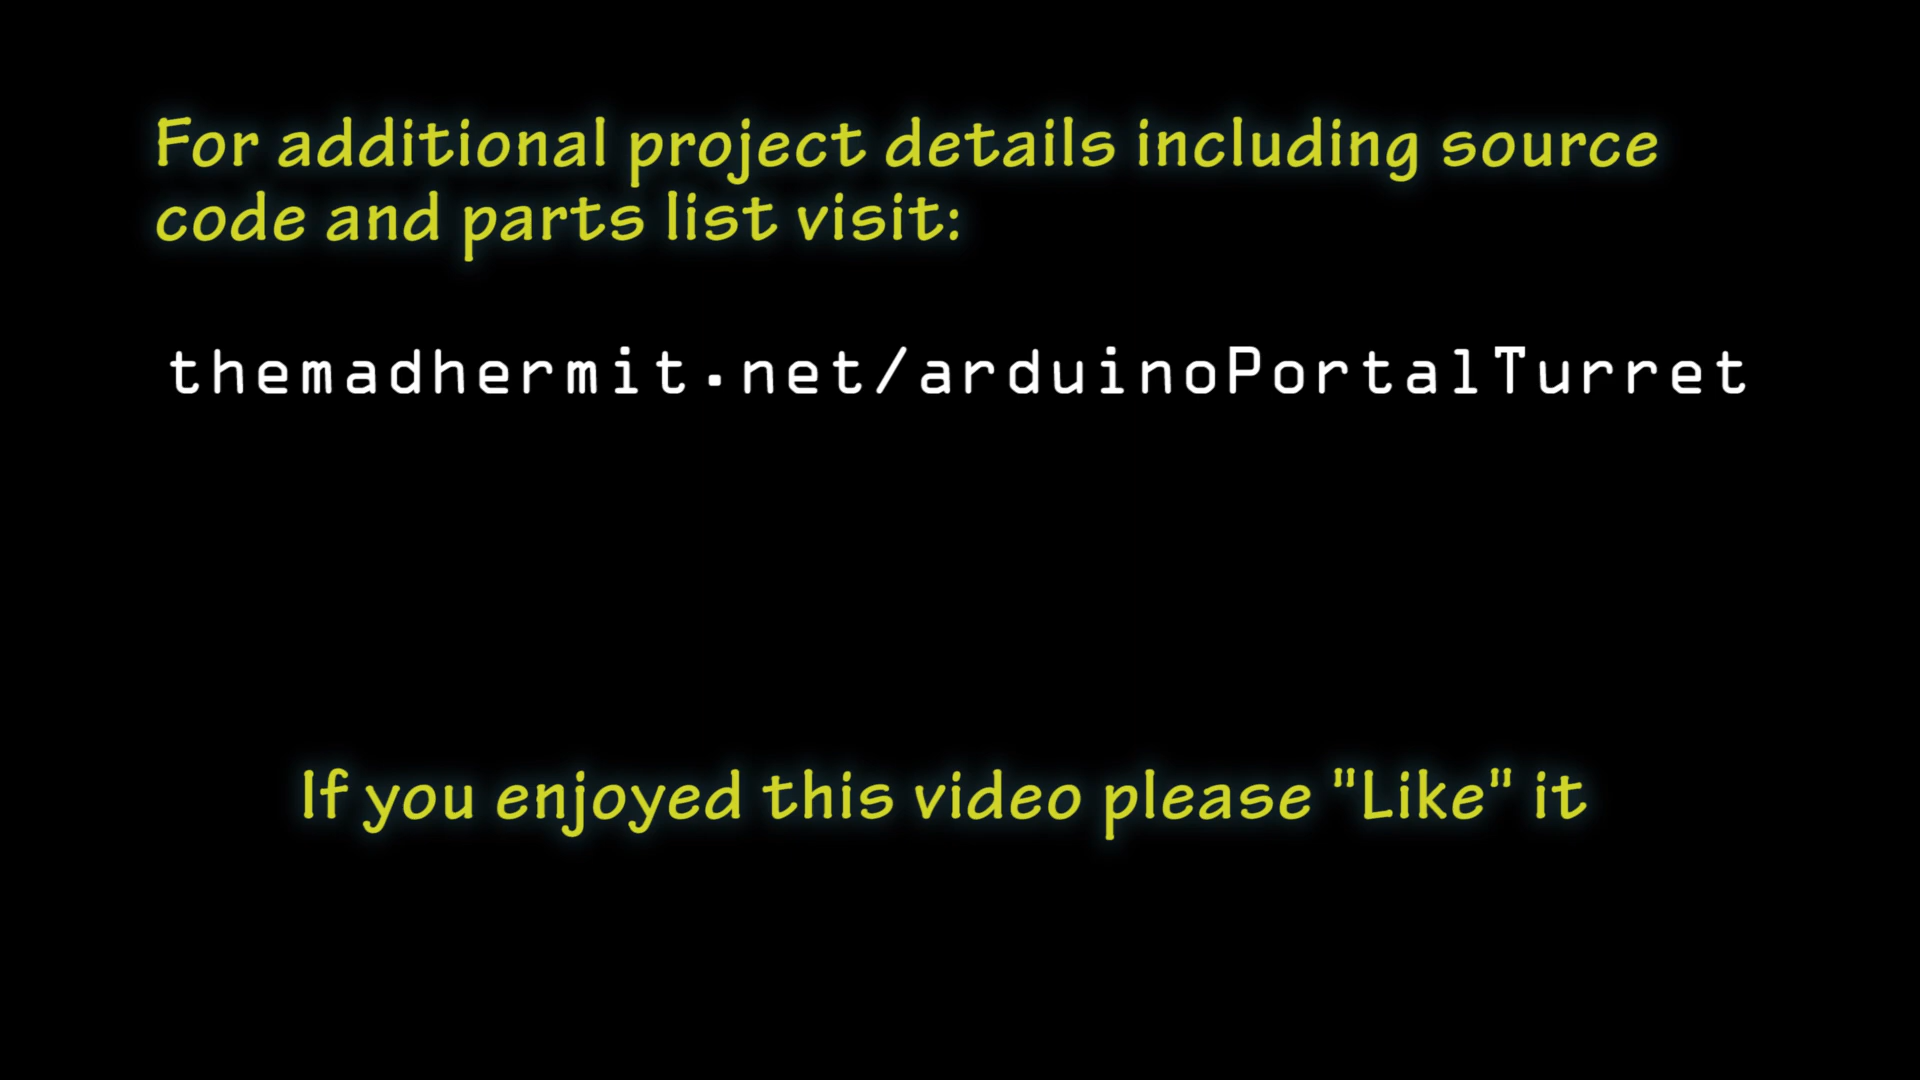 For additional project details including source
code and parts list visit:
themadhermit.net/arduinoPortalTurret
If you enjoyed this video please "Like" it